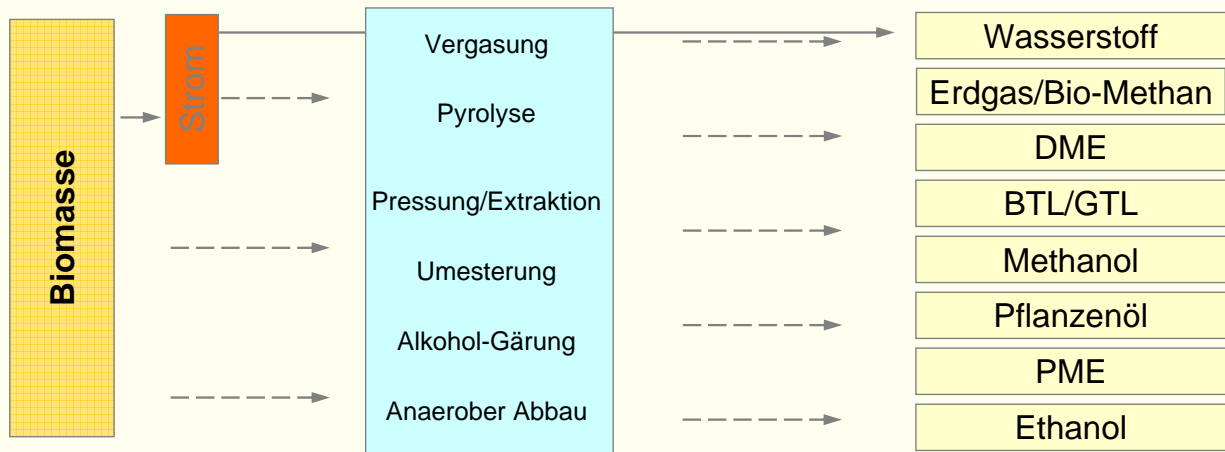 Biomasse
Strom
Vergasung
Pyrolyse
Pressung/Extraktion
Umesterung
Alkohol-Gärung
Anaerober Abbau
Wasserstoff
Erdgas/Bio-Methan
DME
BTL/GTL
Methanol
Pflanzenöl
PME
Ethanol